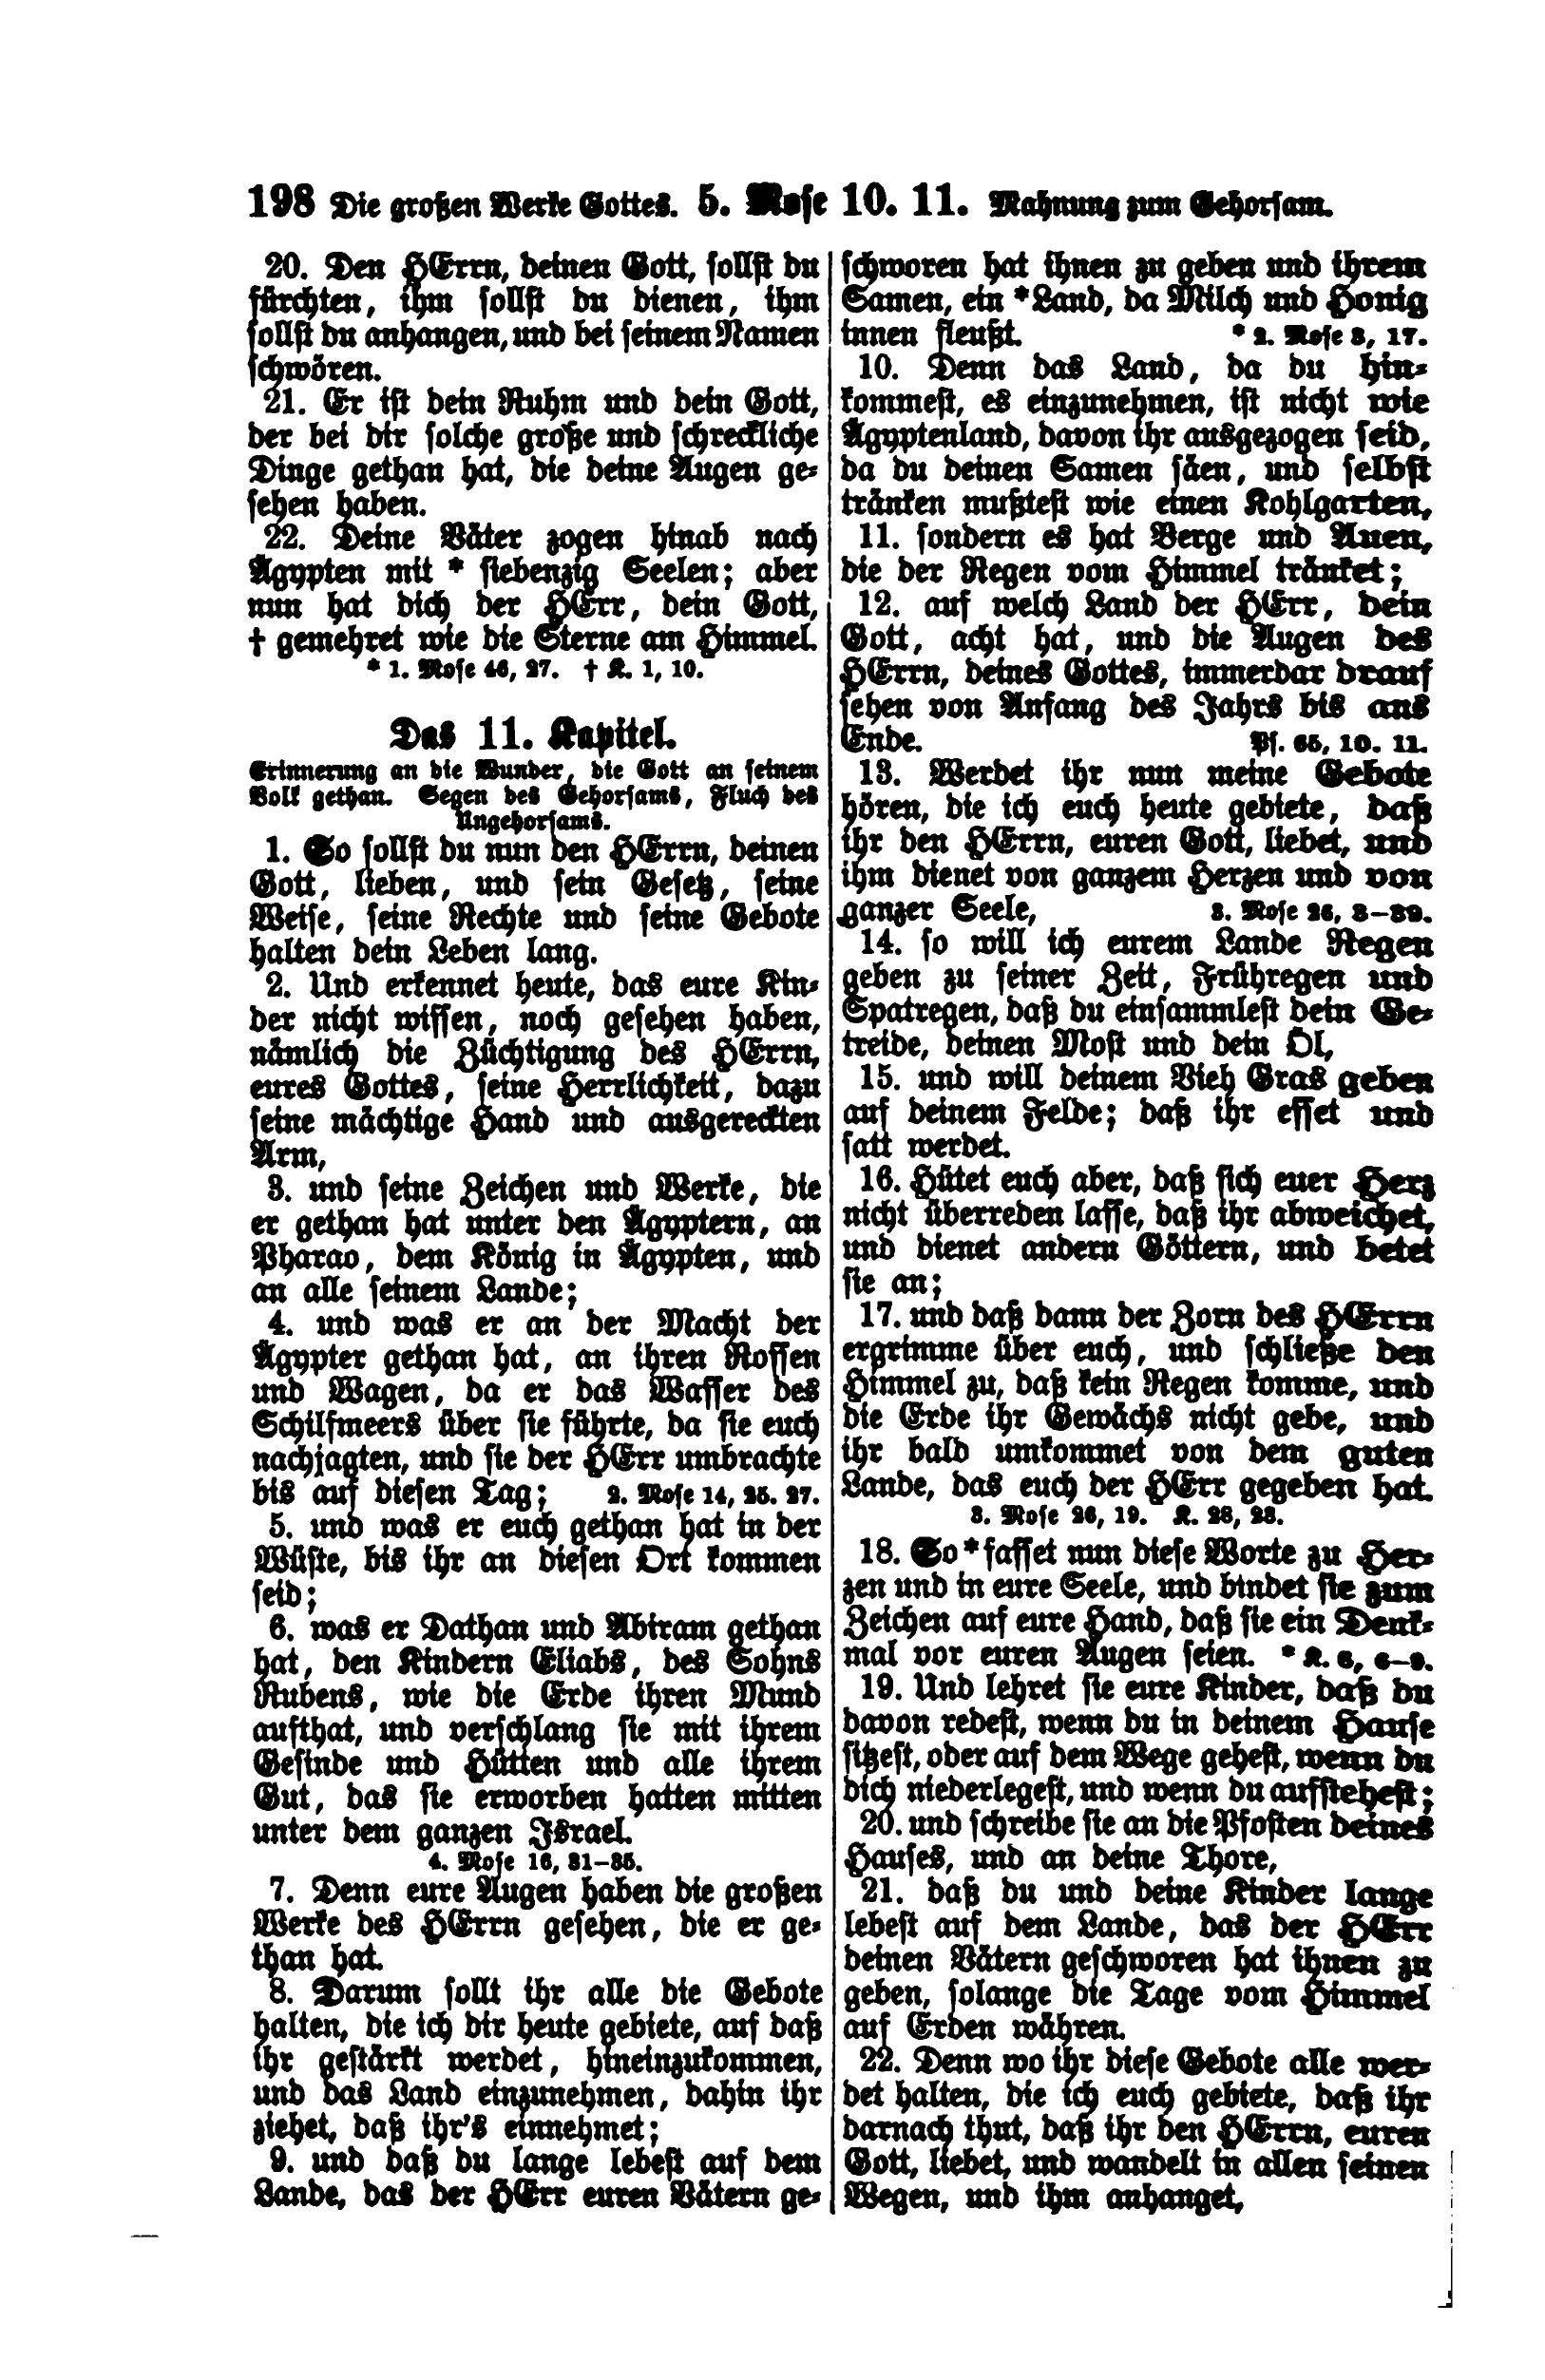 198 Die großen Werke Gottes. 5. Mose 10. 11. Mahnung zum Gehorsam.
20. Den HErrn, deinen Gott, sollst du
fürchten, ihm sollst du dienen, ihm
sollst du anhangen, und bei seinem Namen
schwören.
21. Er ist dein Ruhm und dein Gott,
der bei dir solche große und schreckliche
Dinge gethan hat, die deine Augen ge-
sehen haben.
22. Deine Väter zogen hinab nach
Ägypten mit * siebenzig Seelen; aber
nun hat dich der HErr, dein Gott,
† gemehret wie die Sterne am Himmel.
* 1. Mose 46, 27. † K. 1, 10.
Das 11. Kapitel.
Erinnerung an die Wunder, die Gott an seinem
Volk gethan. Segen des Gehorsams, Fluch des
Ungehorsams.
1. So sollst du nun den HErrn, deinen
Gott, lieben, und sein Gesetz, seine
Weise, seine Rechte und seine Gebote
halten dein Leben lang.
2. Und erkennet heute, das eure Kin-
der nicht wissen, noch gesehen haben,
nämlich die Züchtigung des HErrn,
eures Gottes, seine Herrlichkeit, dazu
seine mächtige Hand und ausgereckten
Arm,
3. und seine Zeichen und Werke, die
er gethan hat unter den Ägyptern, an
Pharao, dem König in Ägypten, und
an alle seinem Lande;
4. und was er an der Macht der
Ägypter gethan hat, an ihren Rossen
und Wagen, da er das Wasser des
Schilfmeers über sie führte, da sie euch
nachjagten, und sie der HErr umbrachte
bis auf diesen Tag; 2. Mose 14, 25. 27.
5. und was er euch gethan hat in der
Wüste, bis ihr an diesen Ort kommen
seid;
6. was er Dathan und Abiram gethan
hat, den Kindern Eliabs, des Sohns
Rubens, wie die Erde ihren Mund
aufthat, und verschlang sie mit ihrem
Gesinde und Hütten und alle ihrem
Gut, das sie erworben hatten mitten
unter dem ganzen Israel.
4. Mose 16, 31–35.
7. Denn eure Augen haben die großen
Werke des HErrn gesehen, die er ge-
than hat.
8. Darum sollt ihr alle die Gebote
halten, die ich dir heute gebiete, auf daß
ihr gestärkt werdet, hineinzukommen,
und das Land einzunehmen, dahin ihr
ziehet, daß ihr's einnehmet;
9. und daß du lange lebest auf dem
Lande, das der HErr euren Vätern ge-
schworen hat ihnen zu geben und ihrem
Samen, ein * Land, da Milch und Honig
innen fleußt. * 2. Mose 3, 17.
10. Denn das Land, da du hin-
kommest, es einzunehmen, ist nicht wie
Ägyptenland, davon ihr ausgezogen seid,
da du deinen Samen säen, und selbst
tränken mußtest wie einen Kohlgarten,
11. sondern es hat Berge und Auen,
die der Regen vom Himmel tränket;
12. auf welch Land der HErr, dein
Gott, acht hat, und die Augen des
HErrn, deines Gottes, immerdar drauf
sehen von Anfang des Jahrs bis ans
Ende. Ps. 65, 10. 11.
13. Werdet ihr nun meine Gebote
hören, die ich euch heute gebiete, daß
ihr den HErrn, euren Gott, liebet, und
ihm dienet von ganzem Herzen und von
ganzer Seele, 3. Mose 26, 3–39.
14. so will ich eurem Lande Regen
geben zu seiner Zeit, Frühregen und
Spatregen, daß du einsammlest dein Ge-
treide, deinen Most und dein Öl,
15. und will deinem Vieh Gras geben
auf deinem Felde; daß ihr esset und
satt werdet.
16. Hütet euch aber, daß sich euer Herz
nicht überreden lasse, daß ihr abweichet,
und dienet andern Göttern, und betet
sie an;
17. und daß dann der Zorn des HErrn
ergrimme über euch, und schließe den
Himmel zu, daß kein Regen komme, und
die Erde ihr Gewächs nicht gebe, und
ihr bald umkommet von dem guten
Lande, das euch der HErr gegeben hat.
3. Mose 26, 19. K. 28, 23.
18. So * fasset nun diese Worte zu Her-
zen und in eure Seele, und bindet sie zum
Zeichen auf eure Hand, daß sie ein Denk-
mal vor euren Augen seien. * K. 6, 6–9.
19. Und lehret sie eure Kinder, daß du
davon redest, wenn du in deinem Hause
sitzest, oder auf dem Wege gehest, wenn du
dich niederlegest, und wenn du aufstehest;
20. und schreibe sie an die Pfosten deines
Hauses, und an deine Thore,
21. daß du und deine Kinder lange
lebest auf dem Lande, das der HErr
deinen Vätern geschworen hat ihnen zu
geben, solange die Tage vom Himmel
auf Erden währen.
22. Denn wo ihr diese Gebote alle wer-
det halten, die ich euch gebiete, daß ihr
darnach thut, daß ihr den HErrn, euren
Gott, liebet, und wandelt in allen seinen
Wegen, und ihm anhanget,